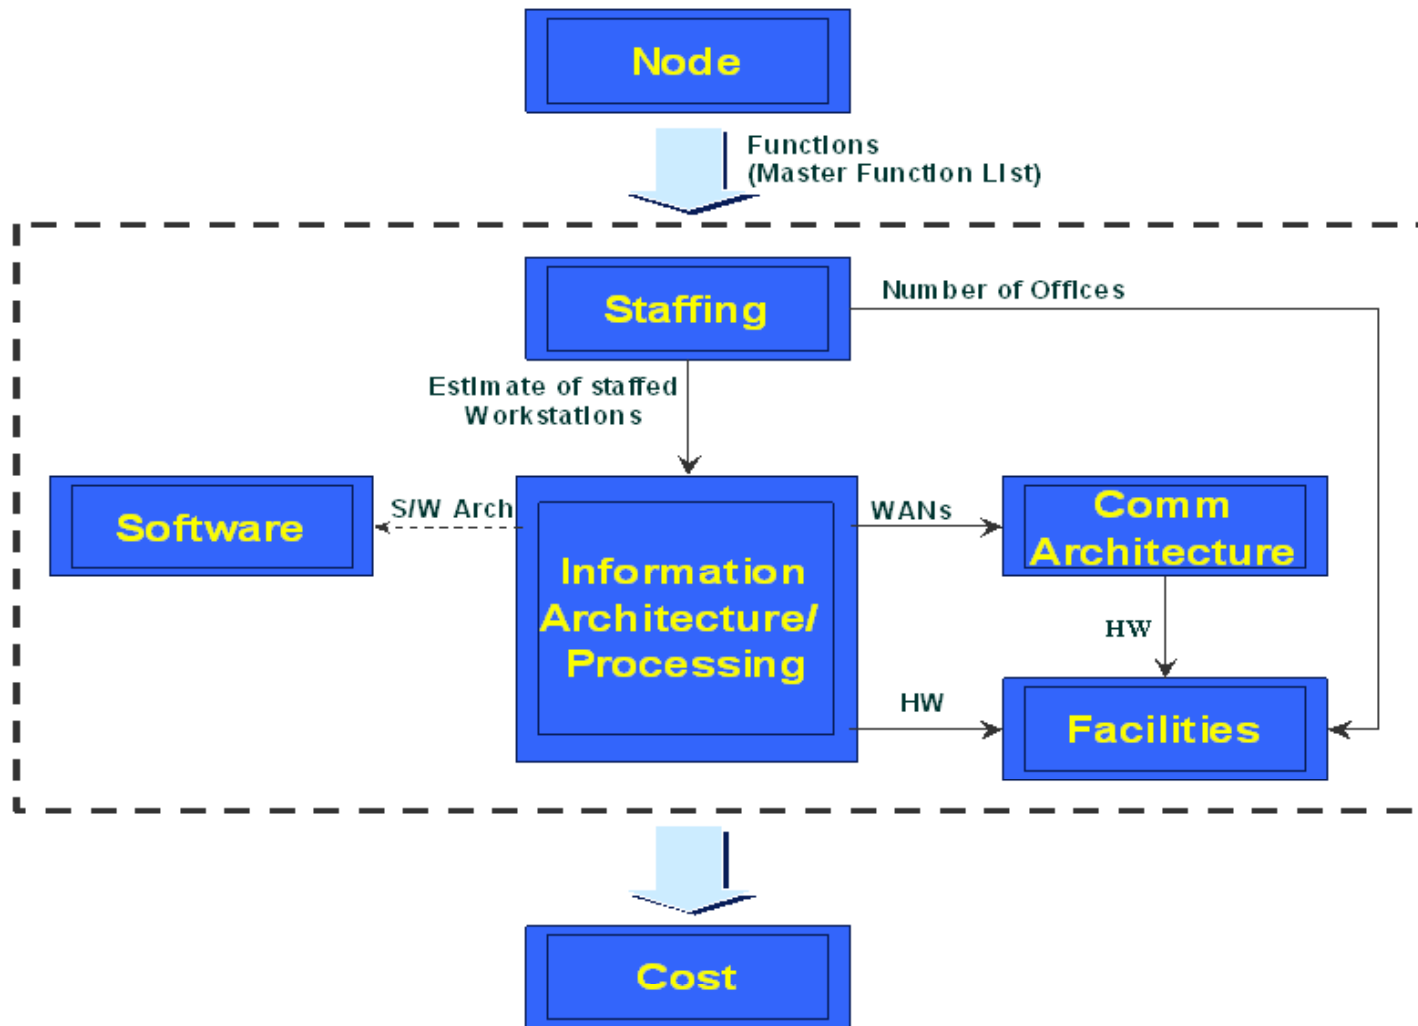 Node
Functions
(Master Function List)
Staffing
Number of Offices
Estimate of staffed
Workstations
Software
S/W Arch
Information
Architecture/
Processing
WANs
Comm
Architecture
HW
HW
Facilities
Cost